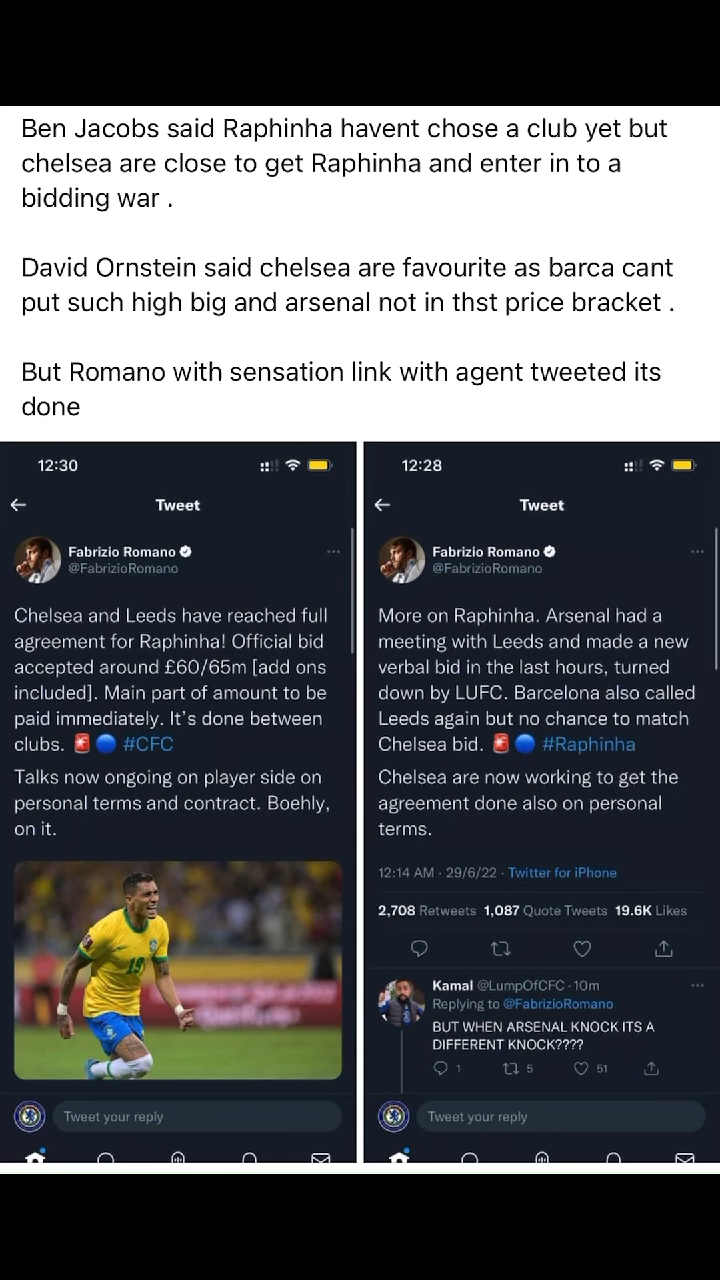 Ben Jacobs said Raphinha havent chose a club yet but
chelsea are close to get Raphinha and enter in to a
bidding war .
David Ornstein said chelsea are favourite as barca cant
put such high big and arsenal not in thst price bracket .
But Romano with sensation link with agent tweeted its
done
12:30
Tweet
Fabrizio Romano
@FabrizioRomano
Chelsea and Leeds have reached full
agreement for Raphinha! Official bid
accepted around £60/65m [add ons
included]. Main part of amount to be
paid immediately. It’s done between
clubs. 🚨🔵 #CFC
Talks now ongoing on player side on
personal terms and contract. Boehly,
on it.
19
Tweet your reply
12:28
Tweet
Fabrizio Romano
@FabrizioRomano
More on Raphinha. Arsenal had a
meeting with Leeds and made a new
verbal bid in the last hours, turned
down by LUFC. Barcelona also called
Leeds again but no chance to match
Chelsea bid. 🚨🔵 #Raphinha
Chelsea are now working to get the
agreement done also on personal
terms.
12:14 AM · 29/6/22 · Twitter for iPhone
2,708 Retweets 1,087 Quote Tweets 19.6K Likes
Kamal @LumpOfCFC · 10m
Replying to @FabrizioRomano
BUT WHEN ARSENAL KNOCK ITS A
DIFFERENT KNOCK????
1 5 51
Tweet your reply